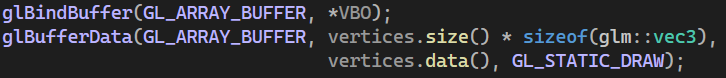 glBindBuffer(GL_ARRAY_BUFFER, *VBO);
glBufferData(GL_ARRAY_BUFFER, vertices.size() * sizeof(glm::vec3),
vertices.data(), GL_STATIC_DRAW);